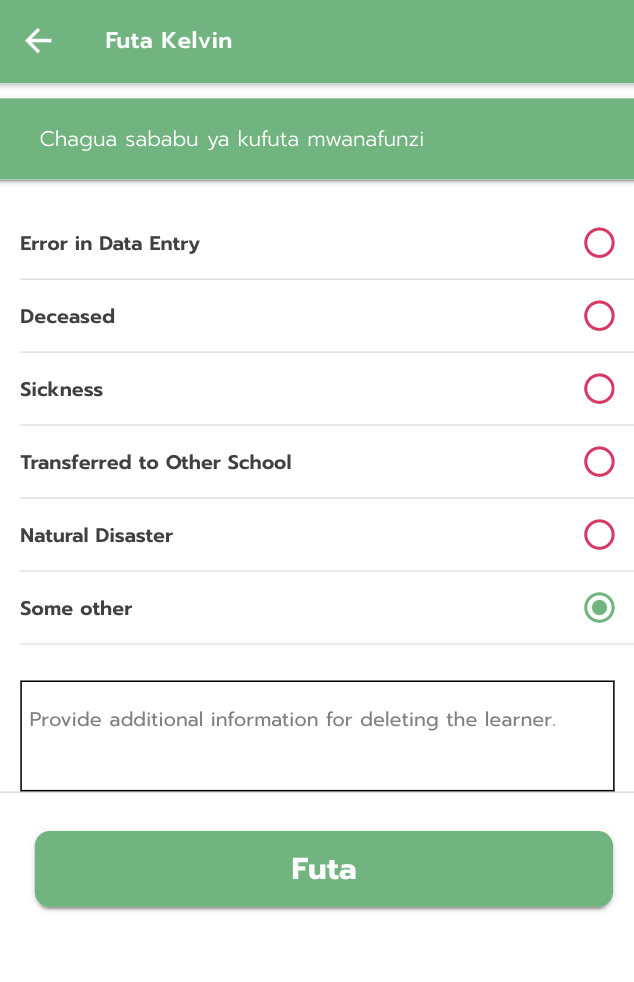 Futa Kelvin
Chagua sababu ya kufuta mwanafunzi
Error in Data Entry
Deceased
Sickness
Transferred to Other School
Natural Disaster
Some other
Provide additional information for deleting the learner.
Futa